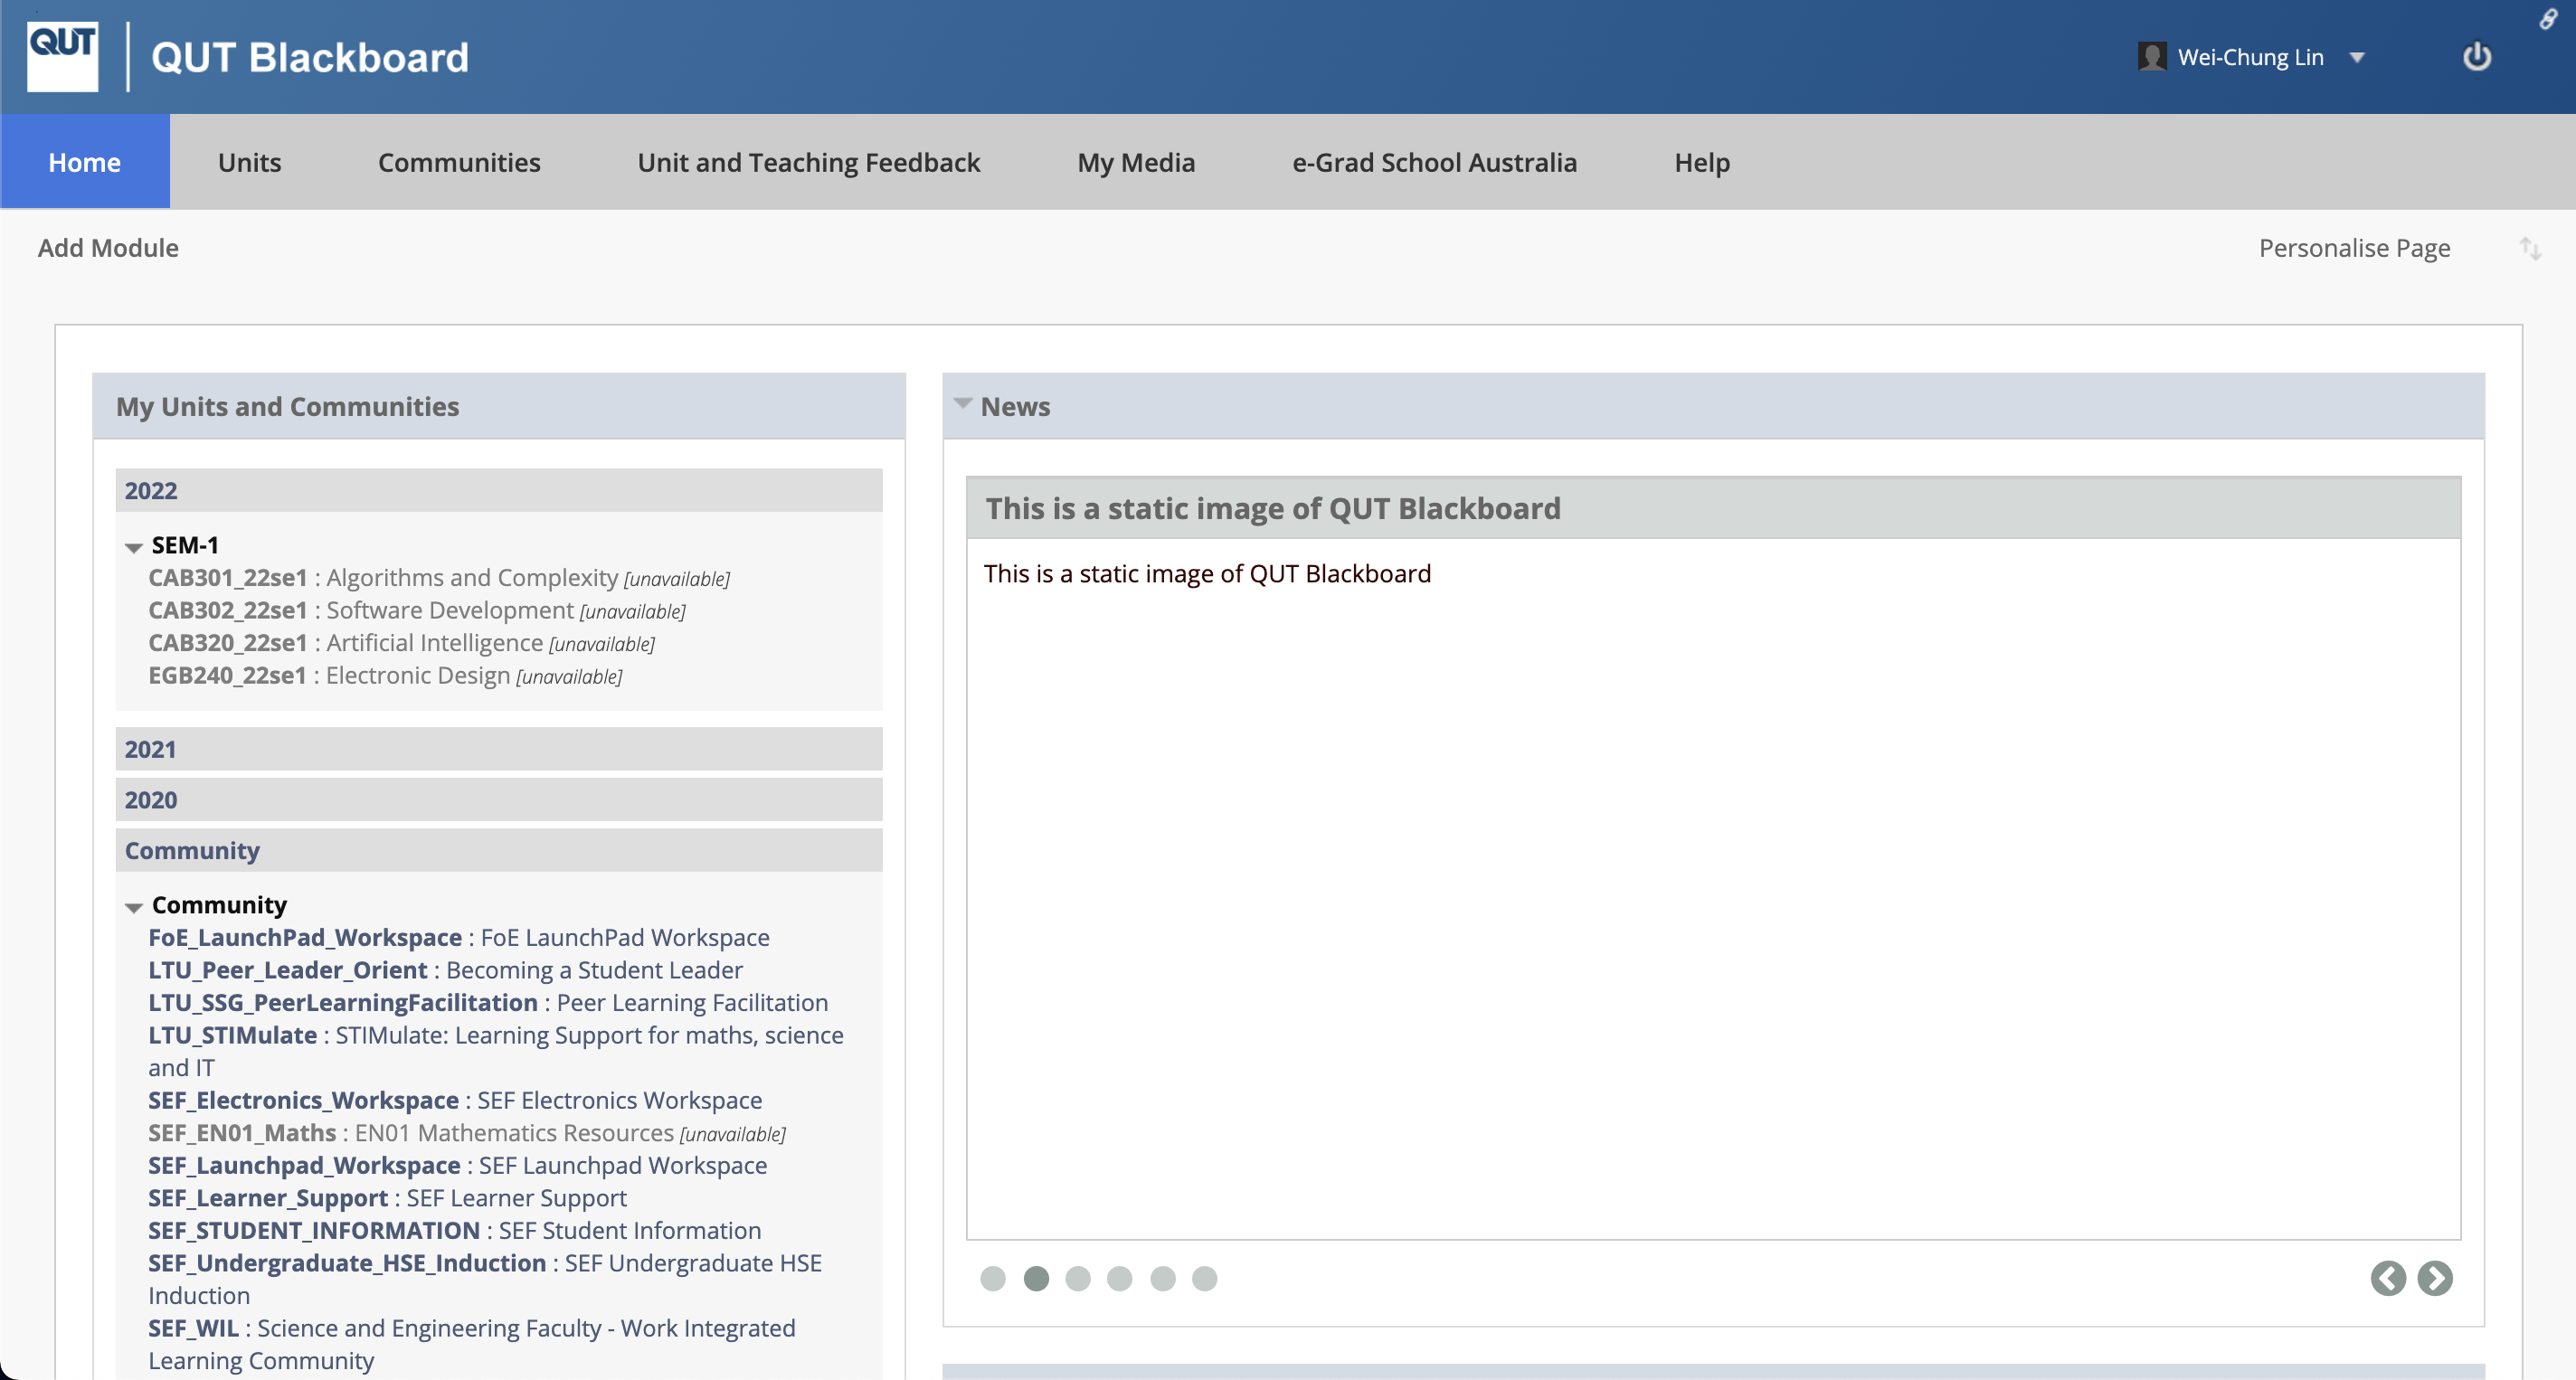 QUT
QUT Blackboard
Wei-Chung Lin
Home
Units
Communities
Unit and Teaching Feedback
My Media
e-Grad School Australia
Help
Add Module
Personalise Page
My Units and Communities
2022
SEM-1
CAB301_22se1 : Algorithms and Complexity [unavailable]
CAB302_22se1 : Software Development [unavailable]
CAB320_22se1 : Artificial Intelligence [unavailable]
EGB240_22se1 : Electronic Design [unavailable]
2021
2020
Community
Community
FoE_LaunchPad_Workspace : FoE LaunchPad Workspace
LTU_Peer_Leader_Orient : Becoming a Student Leader
LTU_SSG_PeerLearningFacilitation : Peer Learning Facilitation
LTU_STIMulate : STIMulate: Learning Support for maths, science
and IT
SEF_Electronics_Workspace : SEF Electronics Workspace
SEF_EN01_Maths : EN01 Mathematics Resources [unavailable]
SEF_Launchpad_Workspace : SEF Launchpad Workspace
SEF_Learner_Support : SEF Learner Support
SEF_STUDENT_INFORMATION : SEF Student Information
SEF_Undergraduate_HSE_Induction : SEF Undergraduate HSE
Induction
SEF_WIL : Science and Engineering Faculty - Work Integrated
Learning Community
News
This is a static image of QUT Blackboard
This is a static image of QUT Blackboard